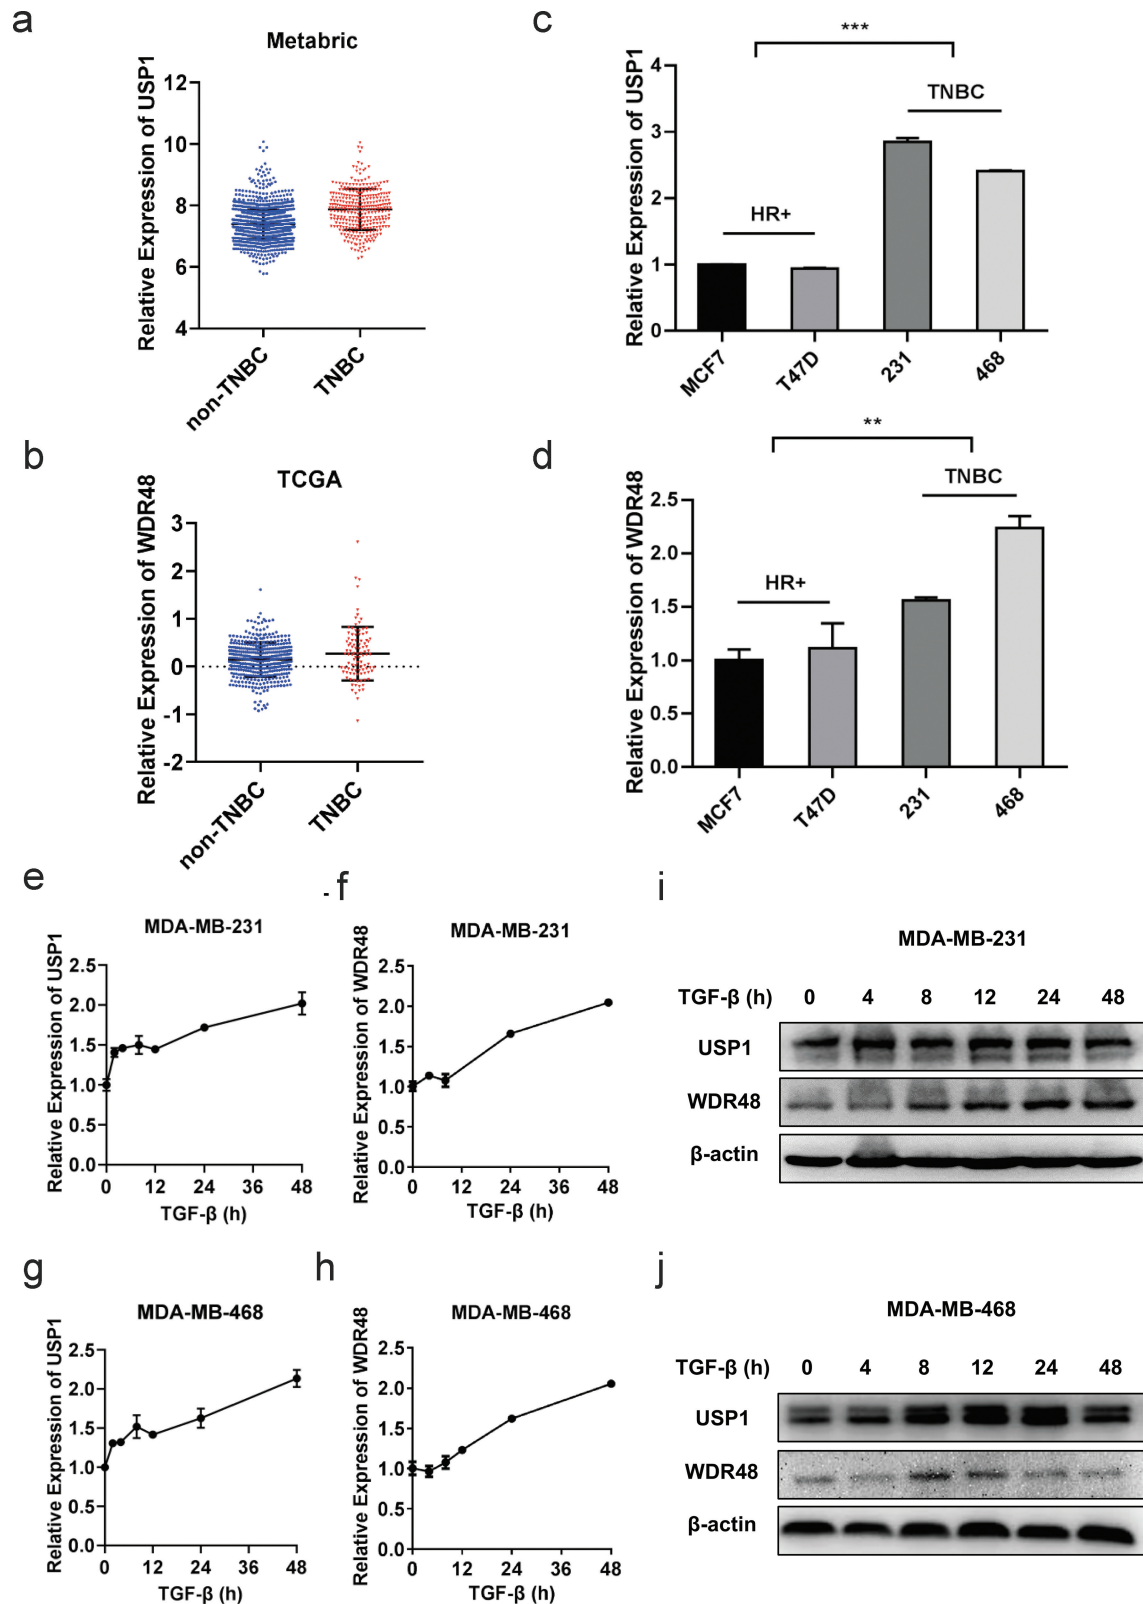 a
Metabric
Relative Expression of USP1
12
10
8
6
4
non-TNBC
TNBC
b
TCGA
Relative Expression of WDR48
3
2
1
0
-1
-2
non-TNBC
TNBC
c
***
Relative Expression of USP1
4
3
2
1
0
HR+
TNBC
MCF7
T47D
231
468
d
**
Relative Expression of WDR48
2.5
2.0
1.5
1.0
0.5
0.0
HR+
TNBC
MCF7
T47D
231
468
e
MDA-MB-231
Relative Expression of USP1
2.5
2.0
1.5
1.0
0.5
0.0
0 12 24 36 48
TGF-β (h)
- f
MDA-MB-231
Relative Expression of WDR48
2.5
2.0
1.5
1.0
0.5
0.0
0 12 24 36 48
TGF-β (h)
g
MDA-MB-468
Relative Expression of USP1
2.5
2.0
1.5
1.0
0.5
0.0
0 12 24 36 48
TGF-β (h)
h
MDA-MB-468
Relative Expression of WDR48
2.5
2.0
1.5
1.0
0.5
0.0
0 12 24 36 48
TGF-β (h)
i
MDA-MB-231
TGF-β (h) 0 4 8 12 24 48
USP1
WDR48
β-actin
j
MDA-MB-468
TGF-β (h) 0 4 8 12 24 48
USP1
WDR48
β-actin